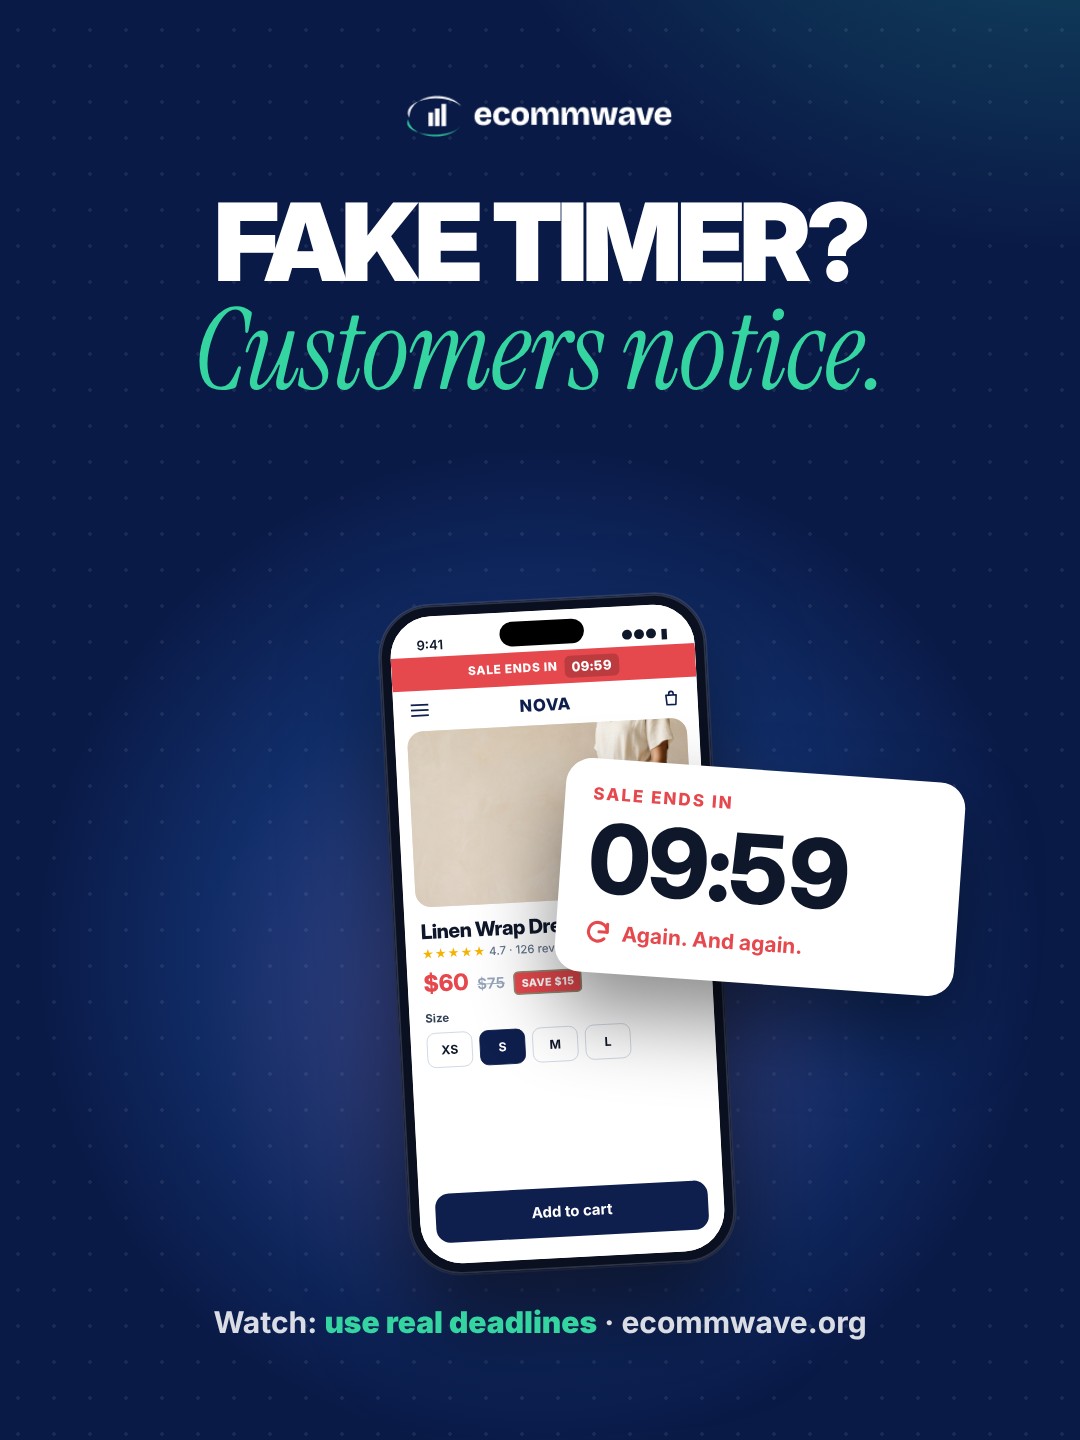 ecommwave
FAKE TIMER?
Customers notice.
9:41
SALE ENDS IN 09:59
NOVA
SALE ENDS IN
09:59
Again. And again.
Linen Wrap Dre
★★★★★ 4.7 · 126 rev
$60 $75 SAVE $15
Size
XS S M L
Add to cart
Watch: use real deadlines · ecommwave.org